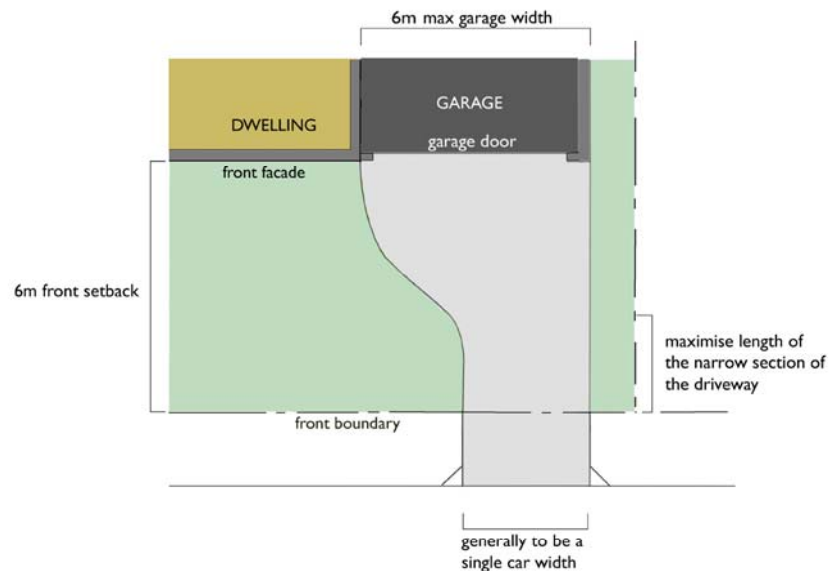 6m max garage width
GARAGE
DWELLING
garage door
front facade
6m front setback
maximise length of
the narrow section of
the driveway
front boundary
generally to be a
single car width